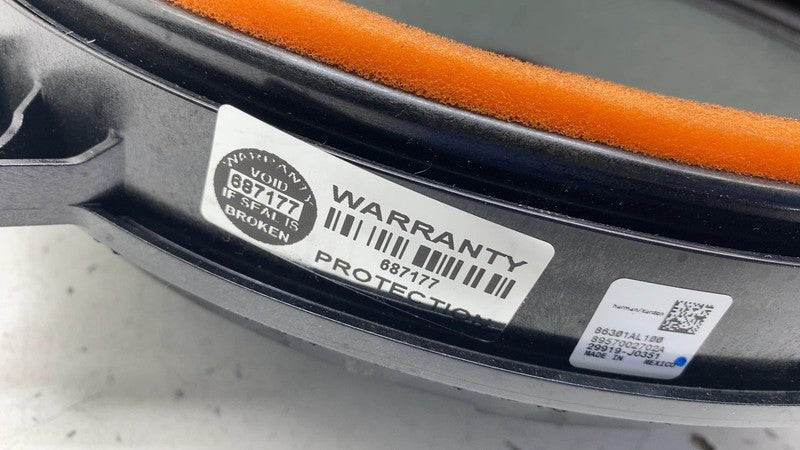 WARRANTY
VOID
687177
IF SEAL IS
BROKEN
WARRANTY
687177
PROTECTION
harman/kardon
86301AL100
8957002702A
29919-J0351
MADE IN MEXICO